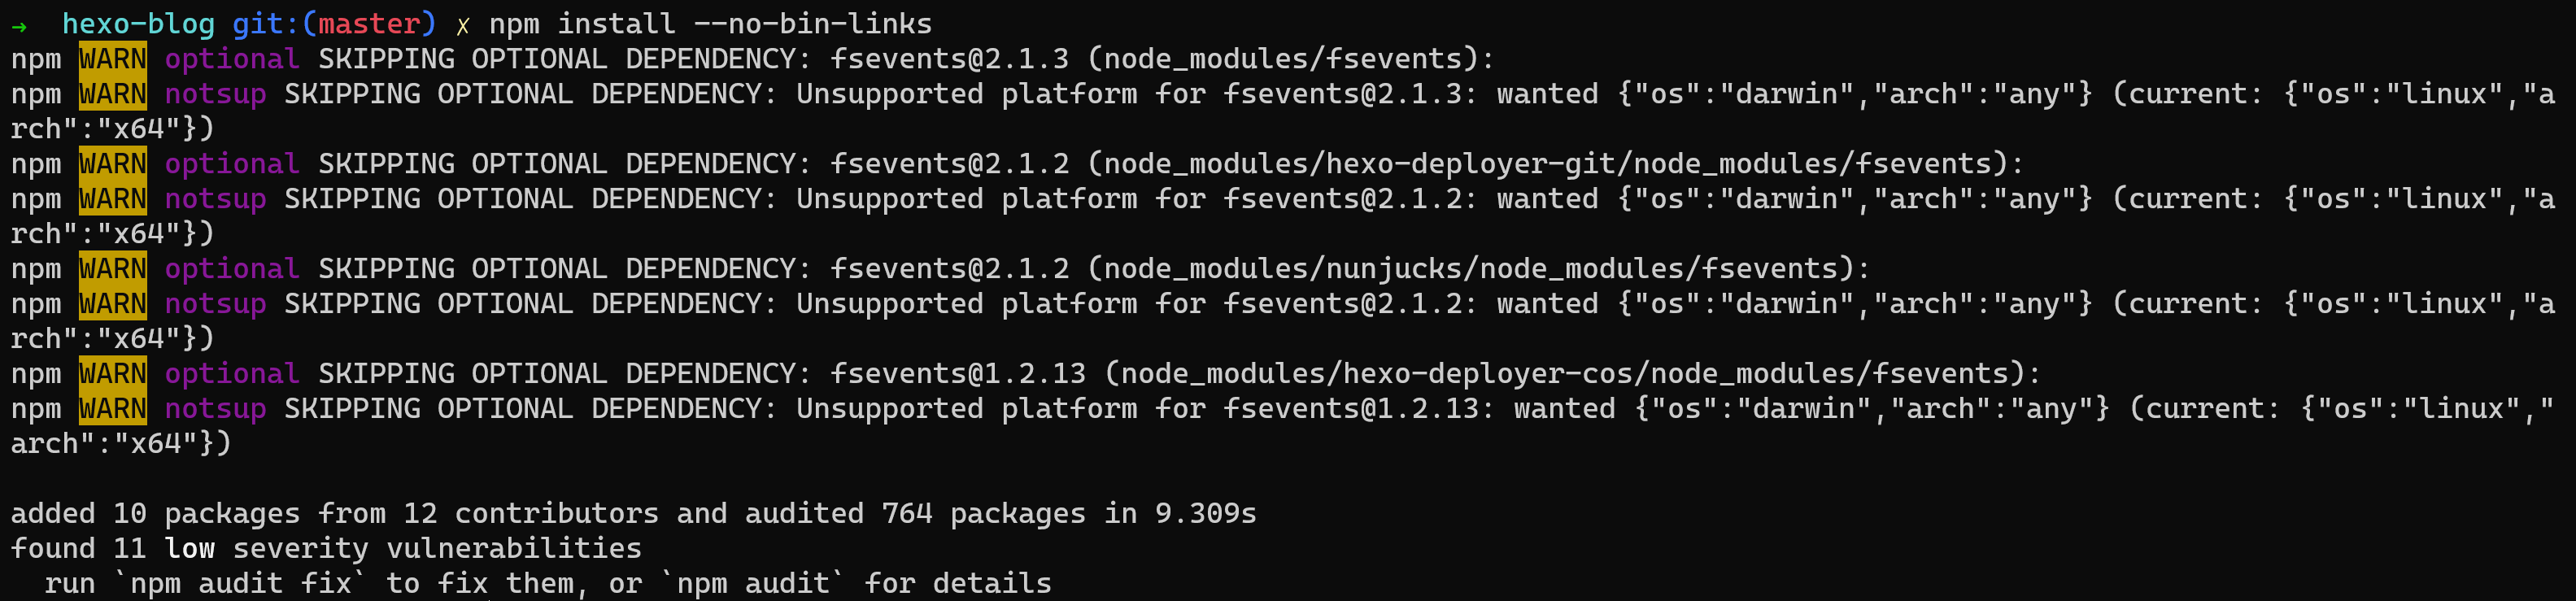 →  hexo-blog git:(master) ✗ npm install --no-bin-links
npm WARN optional SKIPPING OPTIONAL DEPENDENCY: fsevents@2.1.3 (node_modules/fsevents):
npm WARN notsup SKIPPING OPTIONAL DEPENDENCY: Unsupported platform for fsevents@2.1.3: wanted {"os":"darwin","arch":"any"} (current: {"os":"linux","a
rch":"x64"})
npm WARN optional SKIPPING OPTIONAL DEPENDENCY: fsevents@2.1.2 (node_modules/hexo-deployer-git/node_modules/fsevents):
npm WARN notsup SKIPPING OPTIONAL DEPENDENCY: Unsupported platform for fsevents@2.1.2: wanted {"os":"darwin","arch":"any"} (current: {"os":"linux","a
rch":"x64"})
npm WARN optional SKIPPING OPTIONAL DEPENDENCY: fsevents@2.1.2 (node_modules/nunjucks/node_modules/fsevents):
npm WARN notsup SKIPPING OPTIONAL DEPENDENCY: Unsupported platform for fsevents@2.1.2: wanted {"os":"darwin","arch":"any"} (current: {"os":"linux","a
rch":"x64"})
npm WARN optional SKIPPING OPTIONAL DEPENDENCY: fsevents@1.2.13 (node_modules/hexo-deployer-cos/node_modules/fsevents):
npm WARN notsup SKIPPING OPTIONAL DEPENDENCY: Unsupported platform for fsevents@1.2.13: wanted {"os":"darwin","arch":"any"} (current: {"os":"linux","
arch":"x64"})
added 10 packages from 12 contributors and audited 764 packages in 9.309s
found 11 low severity vulnerabilities
  run `npm audit fix` to fix them, or `npm audit` for details